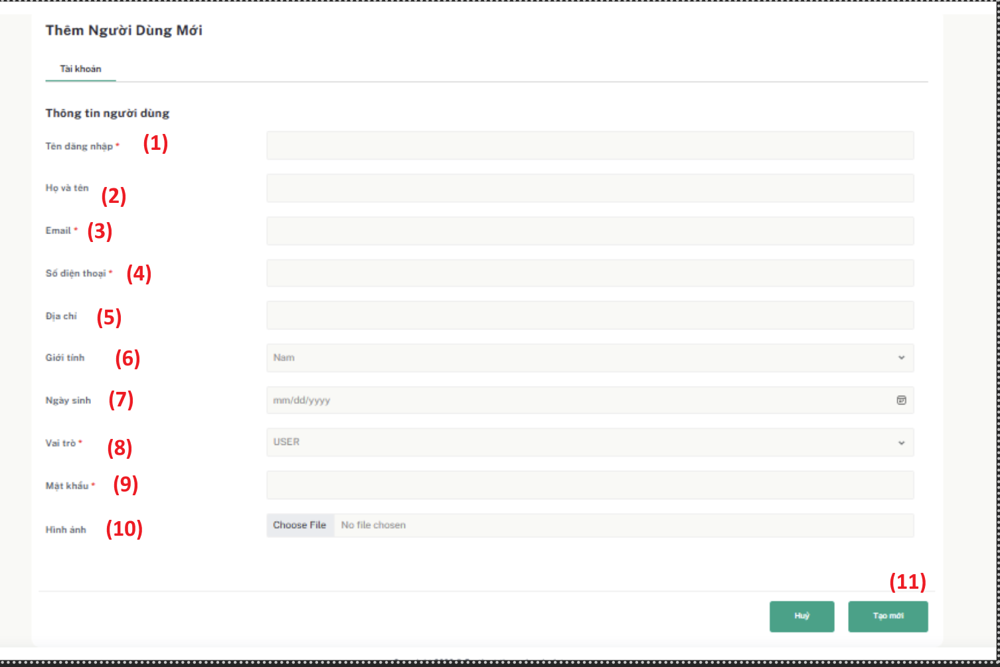 Thêm Người Dùng Mới
Tài khoản
Thông tin người dùng
Tên đăng nhập * (1)
Họ và tên (2)
Email * (3)
Số điện thoại * (4)
Địa chỉ (5)
Giới tính (6) Nam
Ngày sinh (7) mm/dd/yyyy
Vai trò * (8) USER
Mật khẩu * (9)
Hình ảnh (10) Choose File No file chosen
(11)
Huỷ Tạo mới